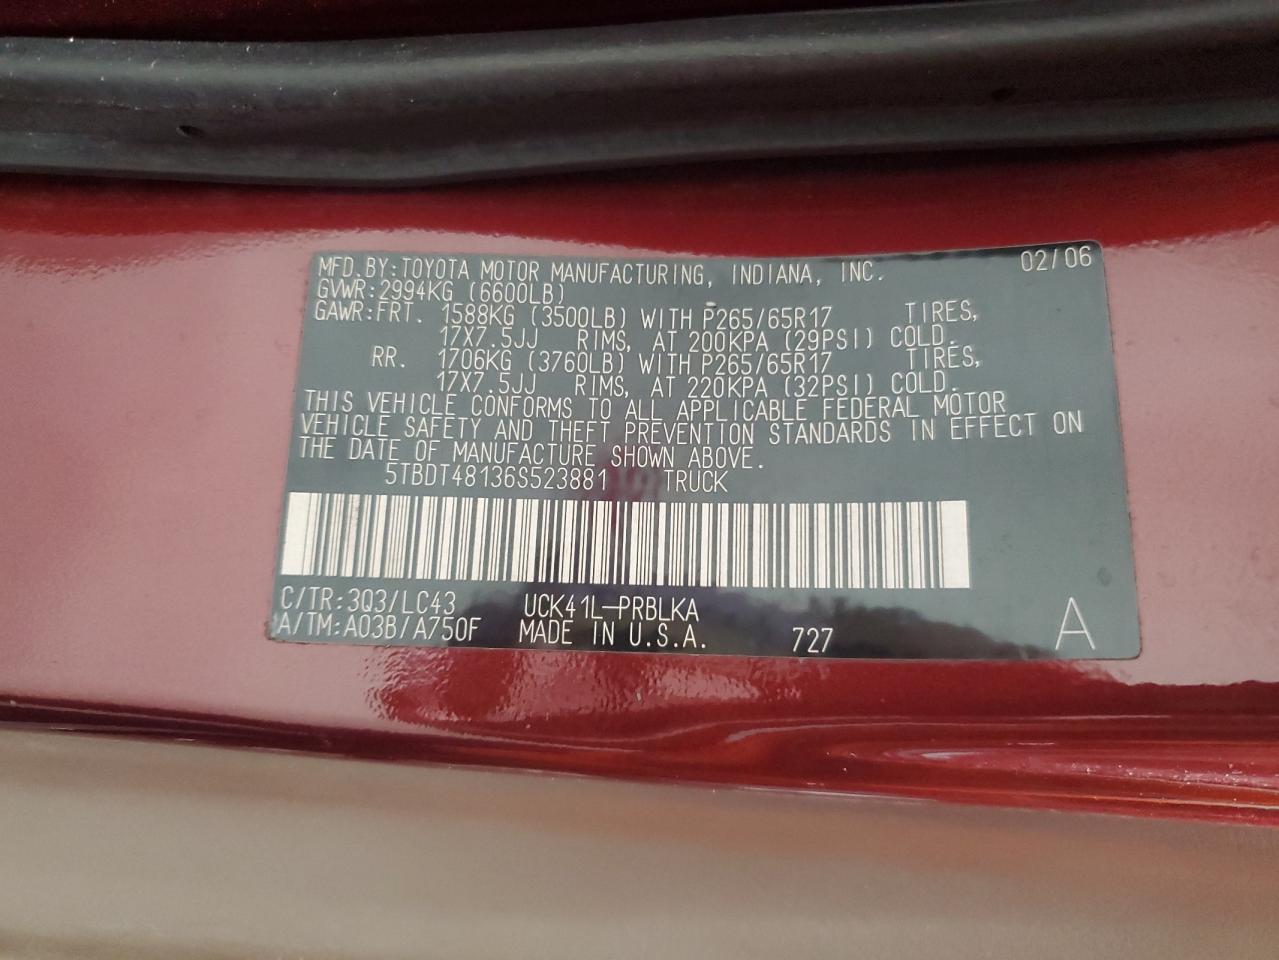 MFD.BY:TOYOTA MOTOR MANUFACTURING, INDIANA, INC. 02/06
GVWR:2994KG (6600LB)
GAWR:FRT. 1588KG (3500LB) WITH P265/65R17 TIRES,
17X7.5JJ RIMS, AT 200KPA (29PSI) COLD.
RR. 1706KG (3760LB) WITH P265/65R17 TIRES,
17X7.5JJ RIMS, AT 220KPA (32PSI) COLD.
THIS VEHICLE CONFORMS TO ALL APPLICABLE FEDERAL MOTOR
VEHICLE SAFETY AND THEFT PREVENTION STANDARDS IN EFFECT ON
THE DATE OF MANUFACTURE SHOWN ABOVE.
5TBDT48136S523881 TRUCK
C/TR:3Q3/LC43 UCK41L-PRBLKA
A/TM:A03B/A750F MADE IN U.S.A. 727 A